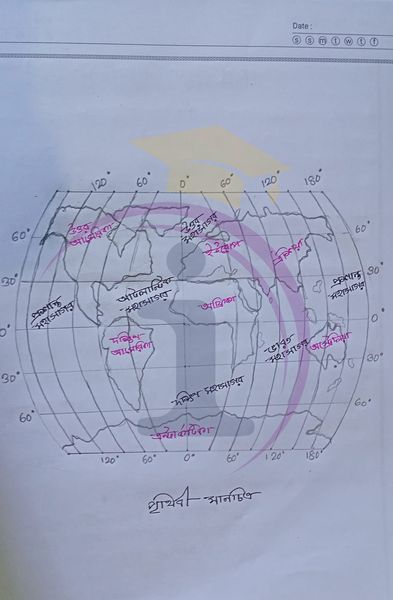 Date :
S S M T W T F
120° 60° 0° 60° 120° 180°
উত্তর
আমেরিকা
উত্তর
মহাসাগর
ইউরোপ
এশিয়া
60° 60°
30° 30°
প্রশান্ত
মহাসাগর
আটলান্টিক
মহাসাগর
আফ্রিকা
প্রশান্ত
মহাসাগর
0° 0°
দক্ষিণ
আমেরিকা
ভারত
মহাসাগর
অস্ট্রেলিয়া
30° 30°
দক্ষিণ মহাসাগর
60° 60°
এন্টার্কটিকা
120° 60° 0° 60° 120° 180°
পৃথিবী মানচিত্র